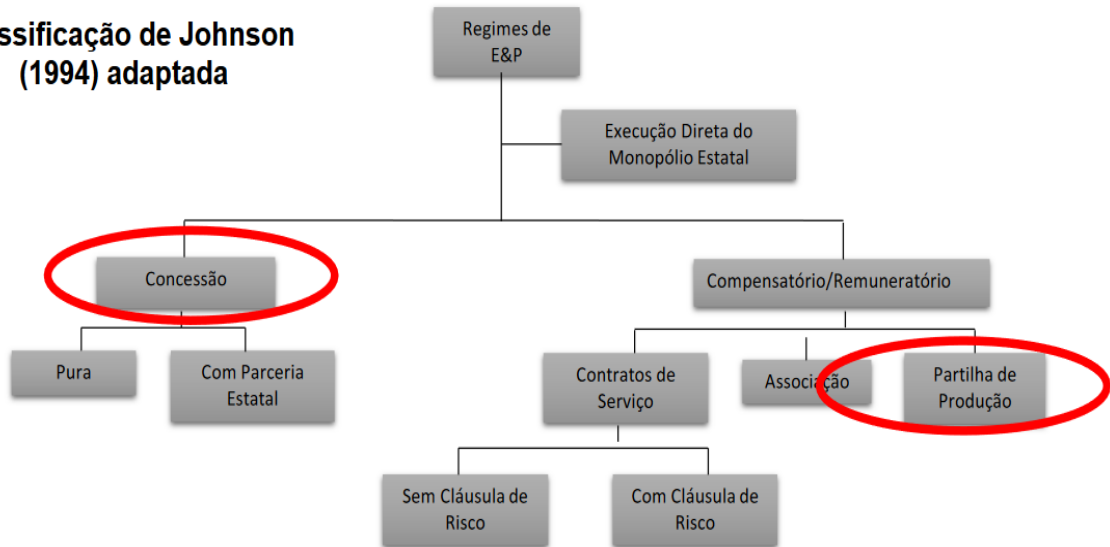 ssificação de Johnson
(1994) adaptada
Regimes de
E&P
Execução Direta do
Monopólio Estatal
Concessão
Compensatório/Remuneratório
Pura
Com Parceria
Estatal
Contratos de
Serviço
Associação
Partilha de
Produção
Sem Cláusula de
Risco
Com Cláusula de
Risco